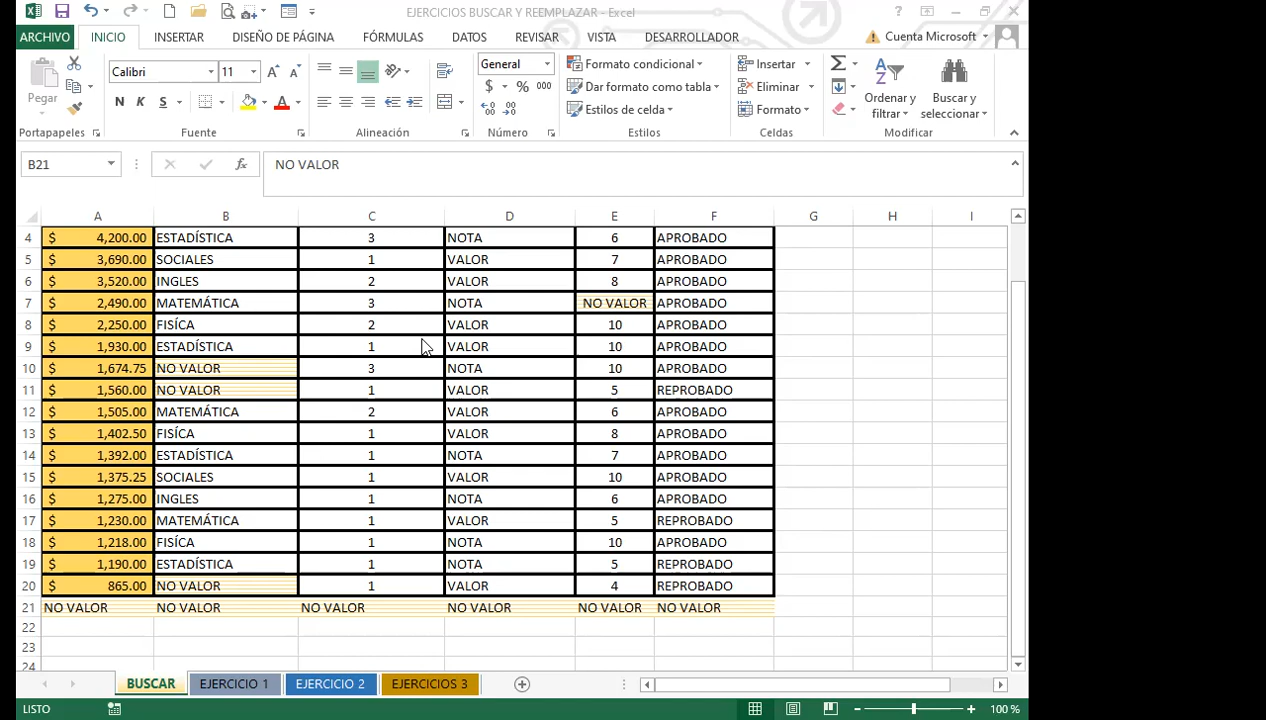 EJERCICIOS BUSCAR Y REEMPLAZAR - Excel
ARCHIVO INICIO INSERTAR DISEÑO DE PÁGINA FÓRMULAS DATOS REVISAR VISTA DESARROLLADOR Cuenta Microsoft
Pegar
Calibri 11
N K S
General
$ % 000
Formato condicional
Dar formato como tabla
Estilos de celda
Insertar
Eliminar
Formato
Ordenar y filtrar
Buscar y seleccionar
Portapapeles Fuente Alineación Número Estilos Celdas Modificar
B21 fx NO VALOR
A B C D E F G H I
4 $ 4,200.00 ESTADÍSTICA 3 NOTA 6 APROBADO
5 $ 3,690.00 SOCIALES 1 VALOR 7 APROBADO
6 $ 3,520.00 INGLES 2 VALOR 8 APROBADO
7 $ 2,490.00 MATEMÁTICA 3 NOTA NO VALOR APROBADO
8 $ 2,250.00 FISÍCA 2 VALOR 10 APROBADO
9 $ 1,930.00 ESTADÍSTICA 1 VALOR 10 APROBADO
10 $ 1,674.75 NO VALOR 3 NOTA 10 APROBADO
11 $ 1,560.00 NO VALOR 1 VALOR 5 REPROBADO
12 $ 1,505.00 MATEMÁTICA 2 VALOR 6 APROBADO
13 $ 1,402.50 FISÍCA 1 VALOR 8 APROBADO
14 $ 1,392.00 ESTADÍSTICA 1 NOTA 7 APROBADO
15 $ 1,375.25 SOCIALES 1 VALOR 10 APROBADO
16 $ 1,275.00 INGLES 1 NOTA 6 APROBADO
17 $ 1,230.00 MATEMÁTICA 1 VALOR 5 REPROBADO
18 $ 1,218.00 FISÍCA 1 NOTA 10 APROBADO
19 $ 1,190.00 ESTADÍSTICA 1 NOTA 5 REPROBADO
20 $ 865.00 NO VALOR 1 VALOR 4 REPROBADO
21 NO VALOR NO VALOR NO VALOR NO VALOR NO VALOR NO VALOR
22
23
24
BUSCAR EJERCICIO 1 EJERCICIO 2 EJERCICIOS 3
LISTO 100 %